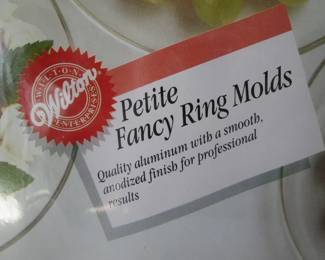 WILTON
Wilton
ENTERPRISES
Petite
Fancy Ring Molds
Quality aluminum with a smooth,
anodized finish for professional
results